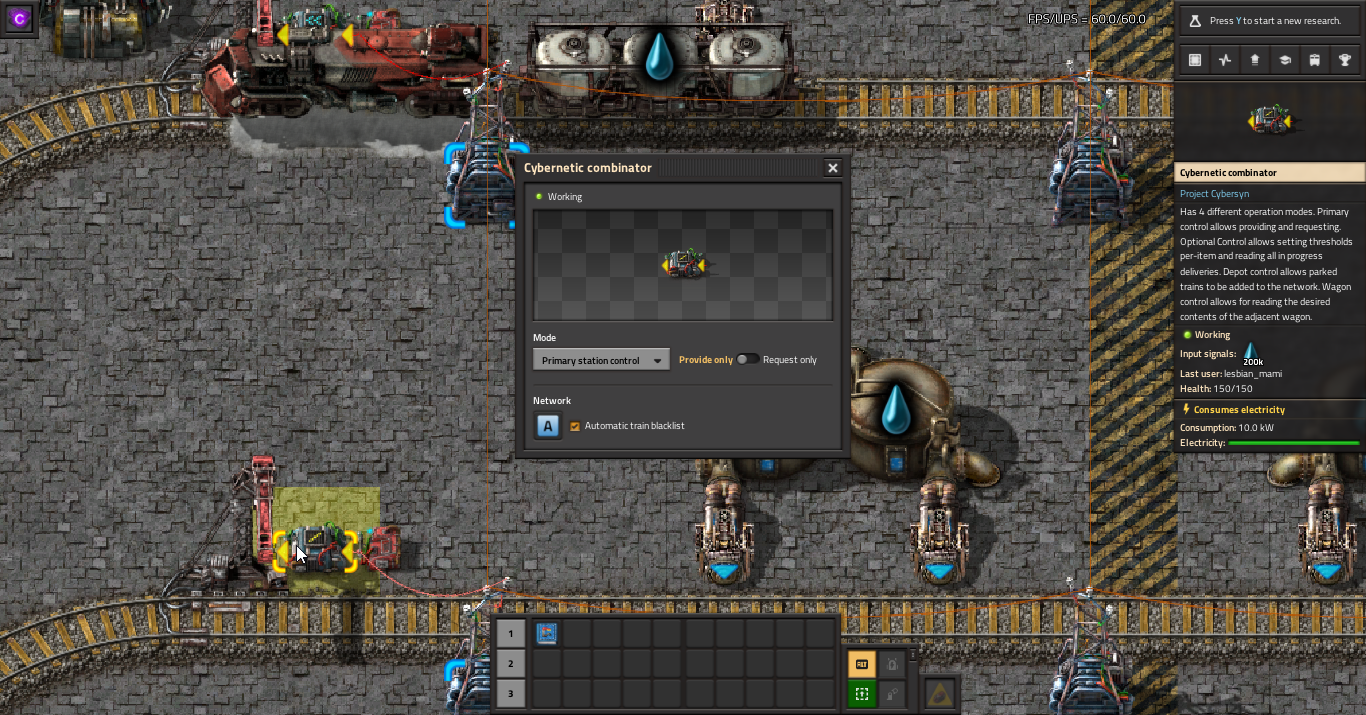 C
FPS/UPS = 60.0/60.0
Press Y to start a new research.
Cybernetic combinator
Working
Mode
Primary station control
Provide only
Request only
Network
A
Automatic train blacklist
Cybernetic combinator
Project Cybersyn
Has 4 different operation modes. Primary
control allows providing and requesting.
Optional Control allows setting thresholds
per-item and reading all in progress
deliveries. Depot control allows parked
trains to be added to the network. Wagon
control allows for reading the desired
contents of the adjacent wagon.
Working
Input signals:
200k
Last user: lesbian_mami
Health: 150/150
Consumes electricity
Consumption: 10.0 kW
Electricity:
1
2
3
ALT